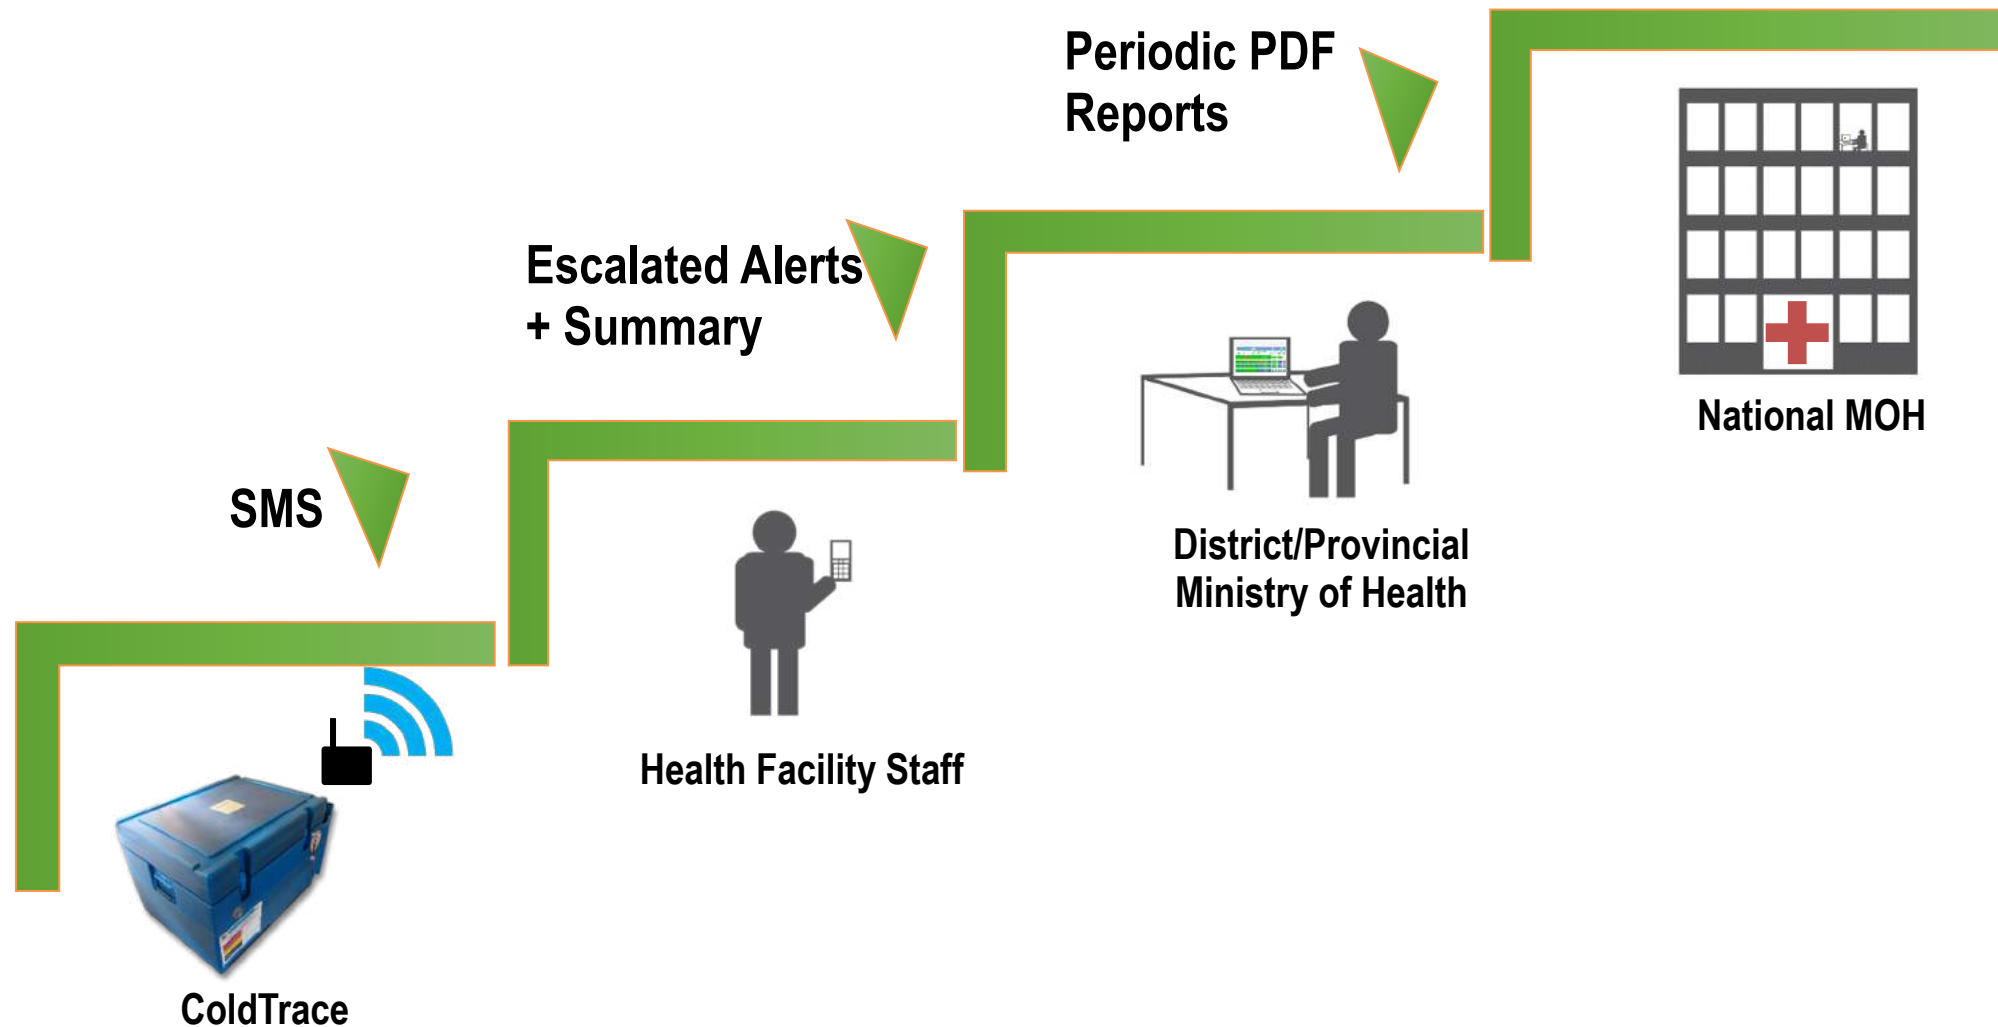 Periodic PDF
Reports
Escalated Alerts
+ Summary
National MOH
SMS
District/Provincial
Ministry of Health
Health Facility Staff
ColdTrace